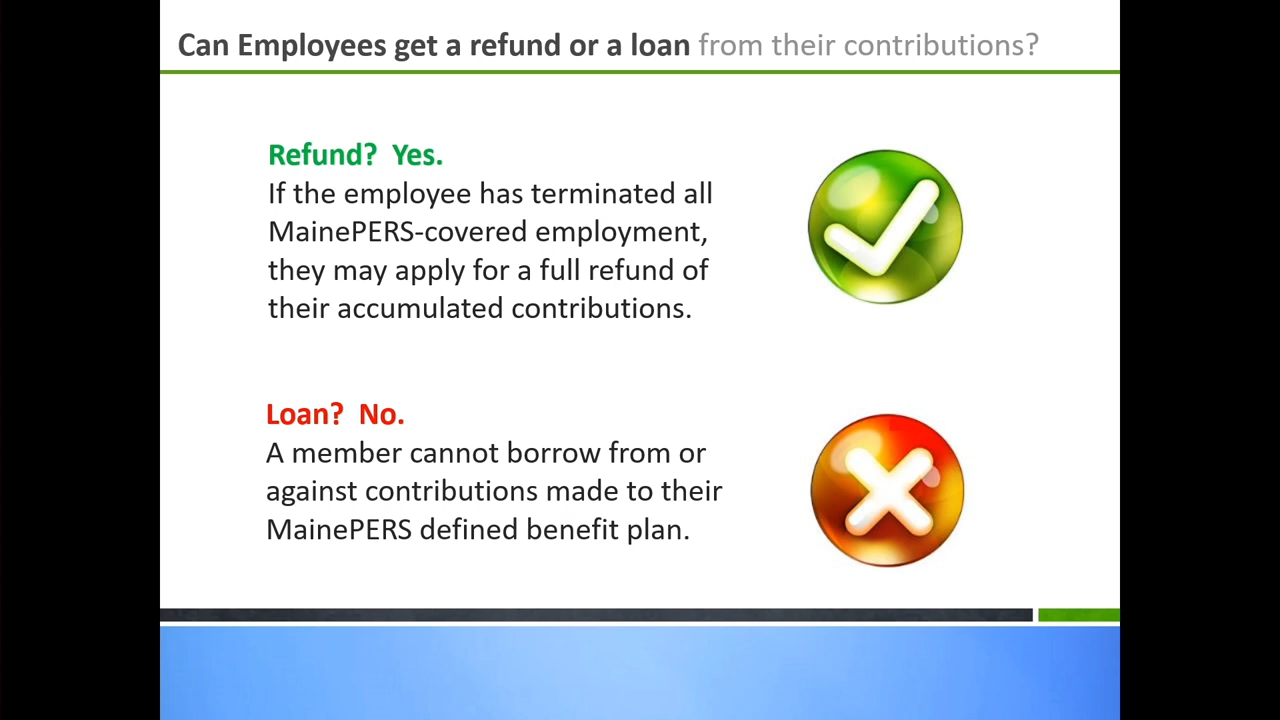 Can Employees get a refund or a loan from their contributions?
Refund? Yes.
If the employee has terminated all
MainePERS-covered employment,
they may apply for a full refund of
their accumulated contributions.
Loan? No.
A member cannot borrow from or
against contributions made to their
MainePERS defined benefit plan.